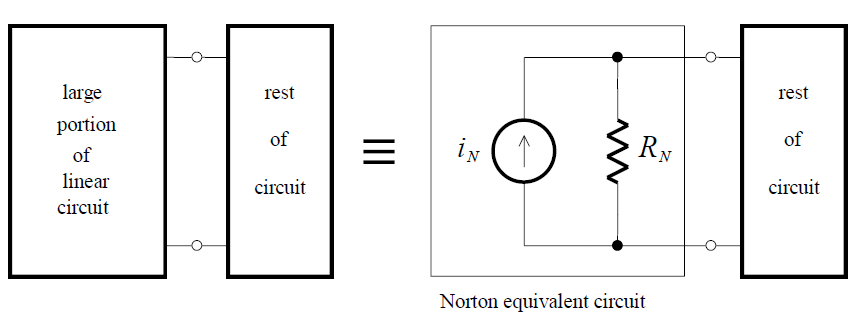 large
portion
of
linear
circuit
rest
of
circuit
≡
i_N
R_N
rest
of
circuit
Norton equivalent circuit